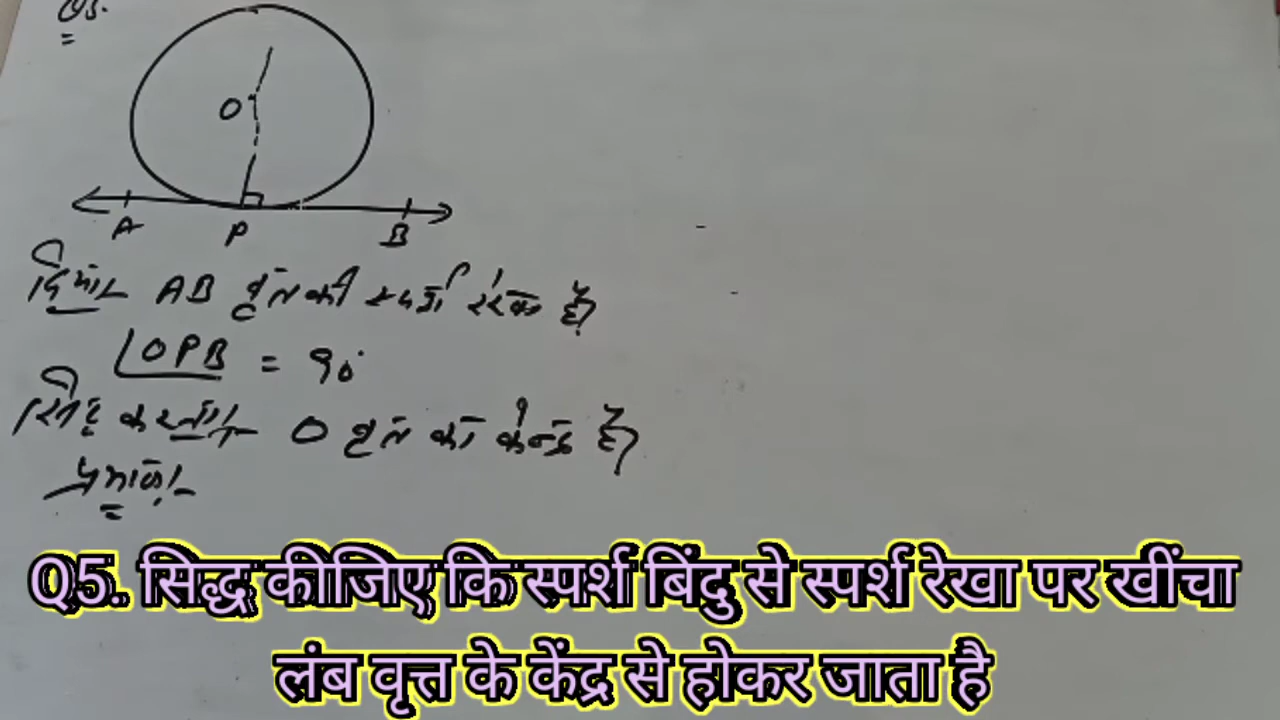 Q5.
O
A P B
दिया:- AB वृत्त की स्पर्श रेखा है।
∠OPB = 90°
सिद्ध करना:- O वृत्त का केन्द्र है।
प्रमाण:-
Q5. सिद्ध कीजिए कि स्पर्श बिंदु से स्पर्श रेखा पर खींचा
लंब वृत्त के केंद्र से होकर जाता है